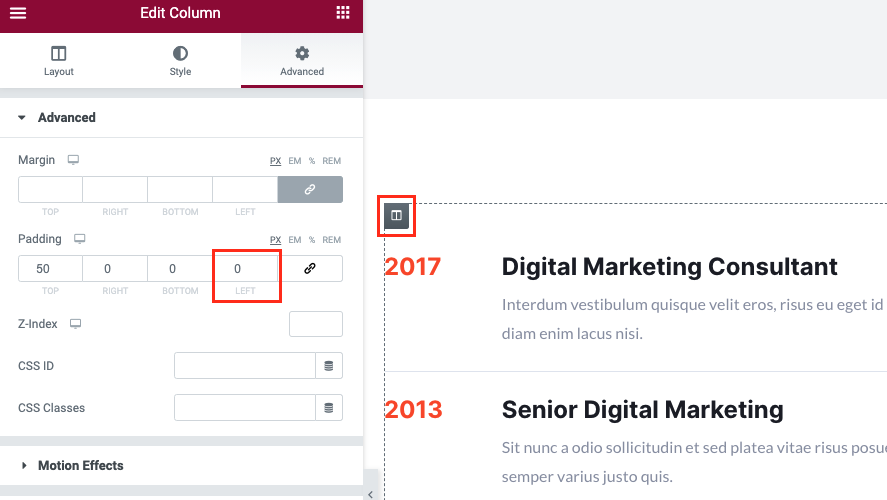 Edit Column
Layout
Style
Advanced
Advanced
Margin
PX EM % REM
TOP RIGHT BOTTOM LEFT
Padding
PX EM % REM
50 0 0 0
TOP RIGHT BOTTOM LEFT
Z-Index
CSS ID
CSS Classes
Motion Effects
2017
Digital Marketing Consultant
Interdum vestibulum quisque velit eros, risus eu eget id
diam enim lacus nisi.
2013
Senior Digital Marketing
Sit nunc a odio sollicitudin et sed platea vitae risus posue
semper varius justo quis.